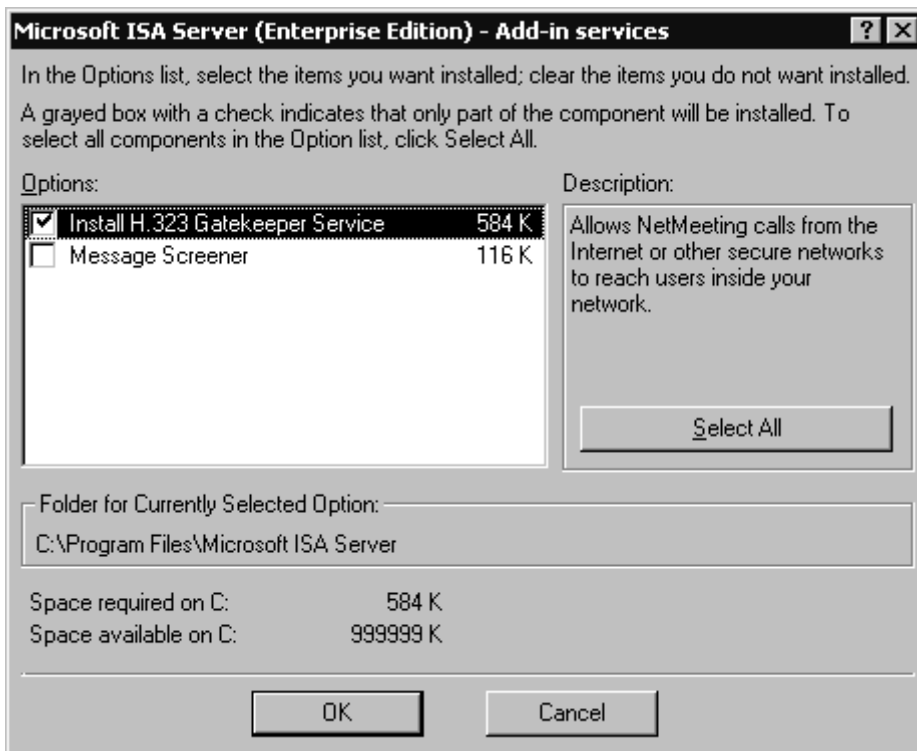 Microsoft ISA Server (Enterprise Edition) - Add-in services
In the Options list, select the items you want installed; clear the items you do not want installed.
A grayed box with a check indicates that only part of the component will be installed. To
select all components in the Option list, click Select All.
Options:
Install H.323 Gatekeeper Service 584 K
Message Screener 116 K
Description:
Allows NetMeeting calls from the
Internet or other secure networks
to reach users inside your
network.
Select All
Folder for Currently Selected Option:
C:\Program Files\Microsoft ISA Server
Space required on C: 584 K
Space available on C: 999999 K
OK Cancel